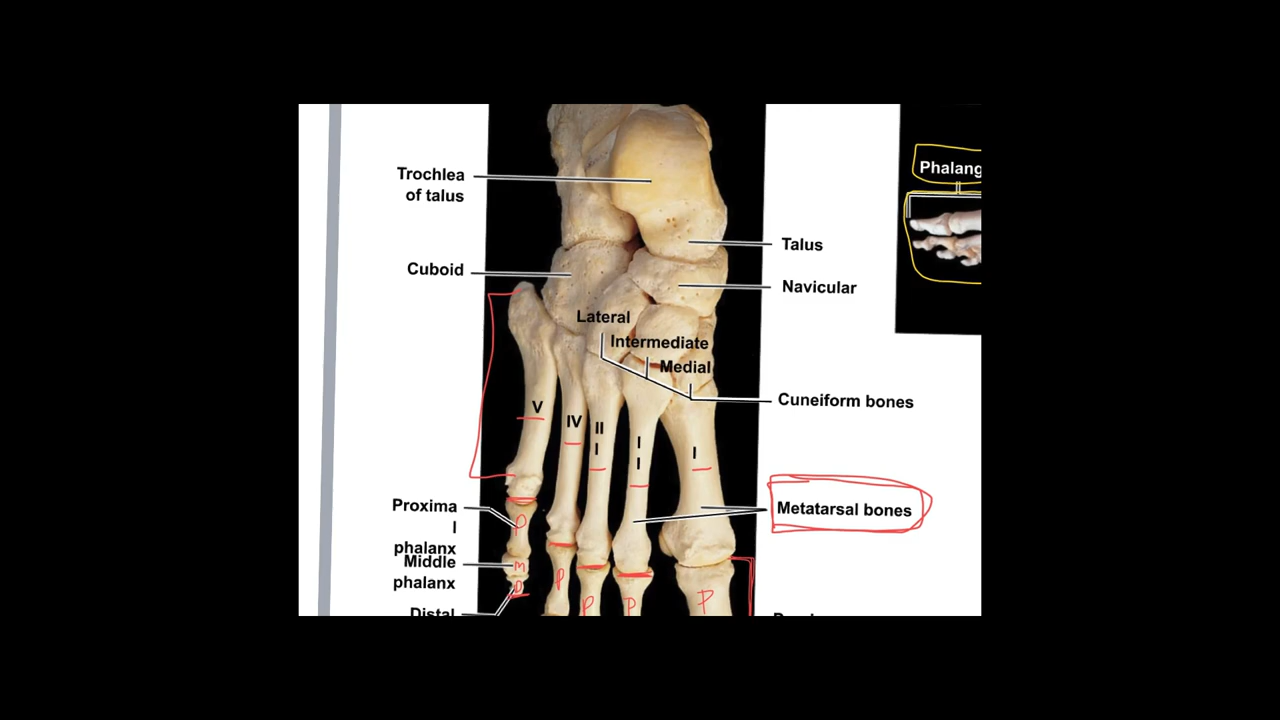 Trochlea
of talus
Phalang
Talus
Cuboid
Navicular
Lateral
Intermediate
Medial
Cuneiform bones
V
IV
II
I
I
I
I
Proxima
l
phalanx
Metatarsal bones
Middle
phalanx
P
m
D
P
P
P
P
Distal